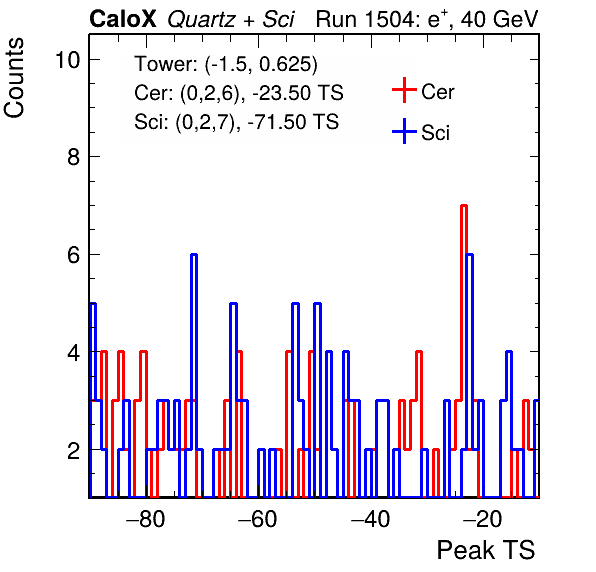 CaloX Quartz + Sci Run 1504: e⁺, 40 GeV
Counts
Tower: (-1.5, 0.625)
Cer: (0,2,6), -23.50 TS
Sci: (0,2,7), -71.50 TS
Cer
Sci
10
8
6
4
2
−80 −60 −40 −20
Peak TS